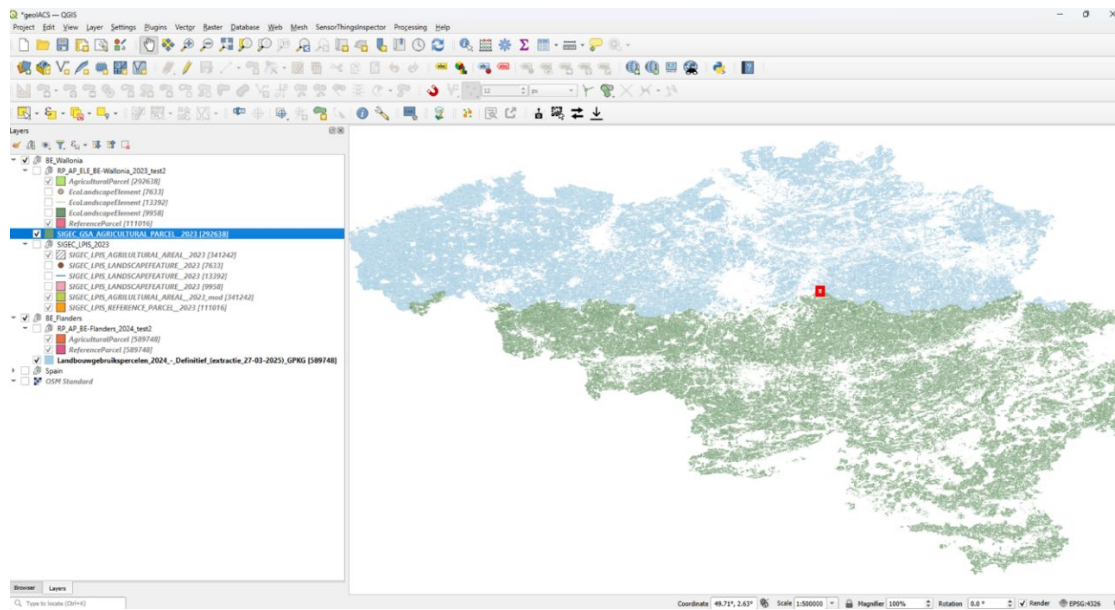 *geoIACS — QGIS
Project Edit View Layer Settings Plugins Vector Raster Database Web Mesh SensorThingsInspector Processing Help
12 px
Layers
BE_Wallonia
RP_AP_ELE_BE-Wallonia_2023_test2
AgriculturalParcel [292638]
EcoLandscapeElement [7633]
EcoLandscapeElement [13392]
EcoLandscapeElement [9958]
ReferenceParcel [111016]
SIGEC_GSA_AGRICULTURAL_PARCEL__2023 [292638]
SIGEC_LPIS_2023
SIGEC_LPIS_AGRILULTURAL_AREAL__2023 [341242]
SIGEC_LPIS_LANDSCAPEFEATURE__2023 [7633]
SIGEC_LPIS_LANDSCAPEFEATURE__2023 [13392]
SIGEC_LPIS_LANDSCAPEFEATURE__2023 [9958]
SIGEC_LPIS_AGRILULTURAL_AREAL__2023_mod [341242]
SIGEC_LPIS_REFERENCE_PARCEL__2023 [111016]
BE_Flanders
RP_AP_BE-Flanders_2024_test2
AgriculturalParcel [589748]
ReferenceParcel [589748]
Landbouwgebruikspercelen_2024_-_Definitief_(extractie_27-03-2025)_GPKG [589748]
Spain
OSM Standard
Browser Layers
Type to locate (Ctrl+K)
Coordinate 49.71°, 2.63° Scale 1:500000 Magnifier 100% Rotation 0.0 ° Render EPSG:4326